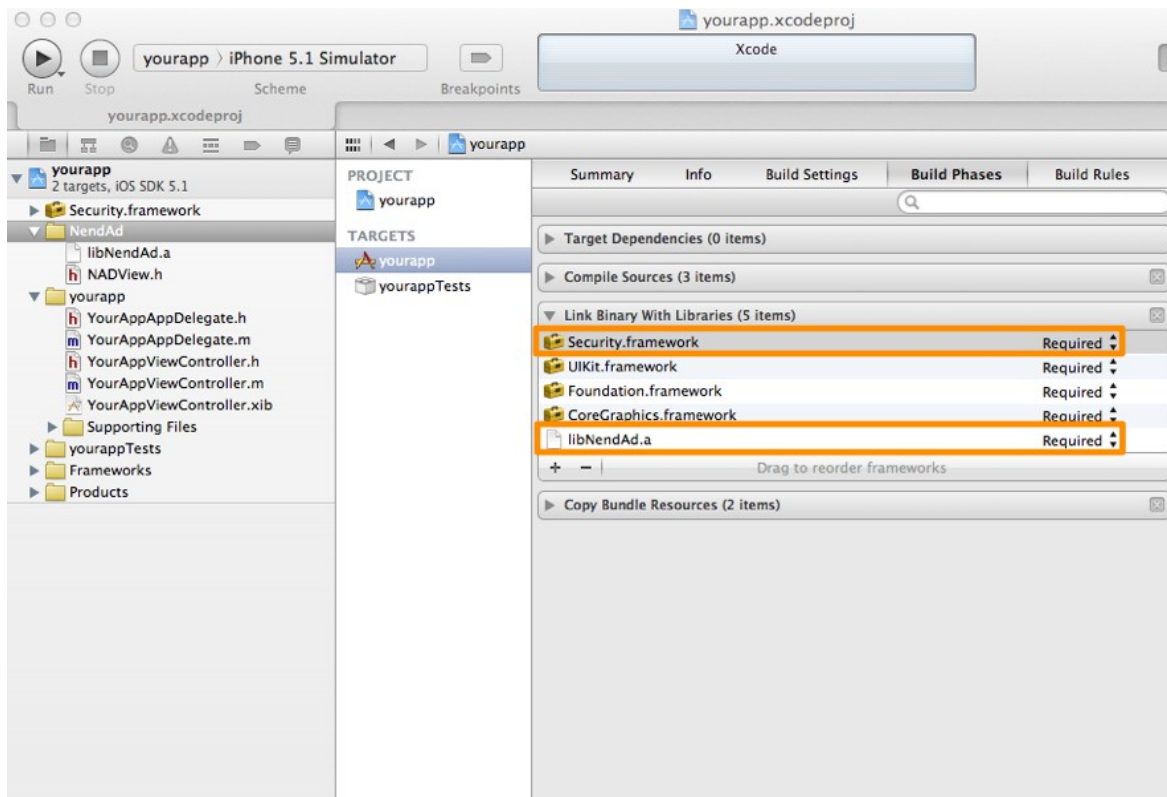 yourapp.xcodeproj
yourapp 〉 iPhone 5.1 Simulator
Xcode
Run
Stop
Scheme
Breakpoints
yourapp.xcodeproj
yourapp
yourapp
2 targets, iOS SDK 5.1
Security.framework
NendAd
libNendAd.a
h NADView.h
yourapp
h YourAppAppDelegate.h
m YourAppAppDelegate.m
h YourAppViewController.h
m YourAppViewController.m
YourAppViewController.xib
Supporting Files
yourappTests
Frameworks
Products
PROJECT
yourapp
TARGETS
yourapp
yourappTests
Summary Info Build Settings Build Phases Build Rules
Target Dependencies (0 items)
Compile Sources (3 items)
Link Binary With Libraries (5 items)
Security.framework Required
UIKit.framework Required
Foundation.framework Required
CoreGraphics.framework Required
libNendAd.a Required
+ − Drag to reorder frameworks
Copy Bundle Resources (2 items)